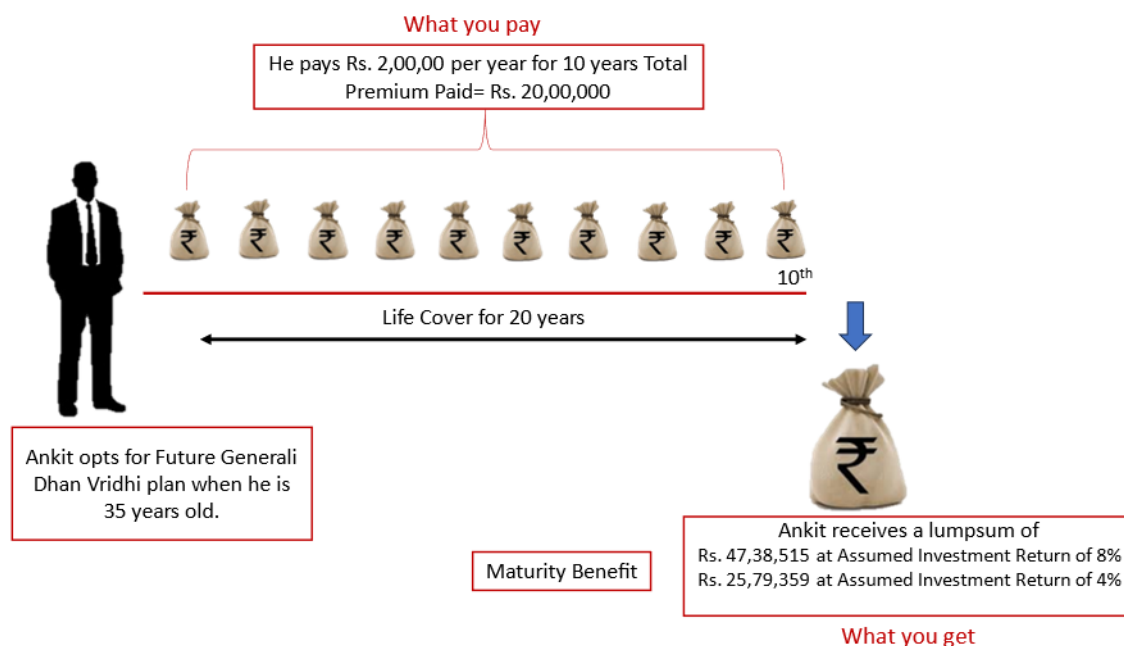 What you pay
He pays Rs. 2,00,00 per year for 10 years Total
Premium Paid= Rs. 20,00,000
₹ ₹ ₹ ₹ ₹ ₹ ₹ ₹ ₹ ₹
10th
Life Cover for 20 years
₹
Ankit opts for Future Generali
Dhan Vridhi plan when he is
35 years old.
Maturity Benefit
Ankit receives a lumpsum of
Rs. 47,38,515 at Assumed Investment Return of 8%
Rs. 25,79,359 at Assumed Investment Return of 4%
What you get